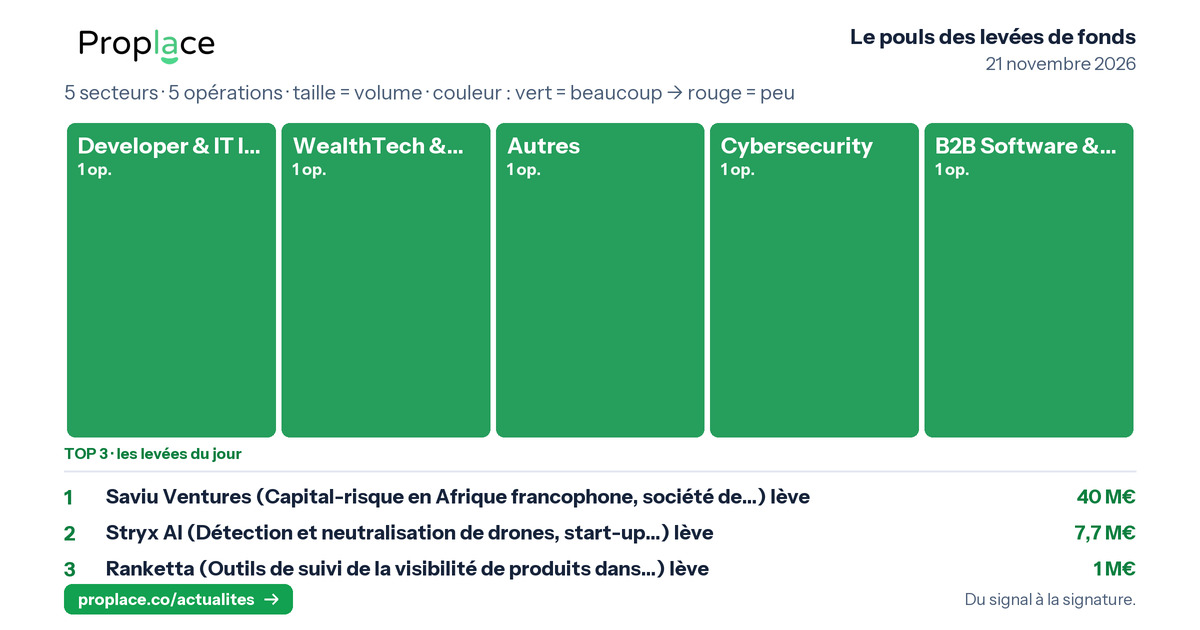 Proplace
Le pouls des levées de fonds
21 novembre 2026
5 secteurs · 5 opérations · taille = volume · couleur : vert = beaucoup → rouge = peu
Developer & IT I...
1 op.
WealthTech &...
1 op.
Autres
1 op.
Cybersecurity
1 op.
B2B Software &...
1 op.
TOP 3 · les levées du jour
1 Saviu Ventures (Capital-risque en Afrique francophone, société de...) lève 40 M€
2 Stryx AI (Détection et neutralisation de drones, start-up...) lève 7,7 M€
3 Ranketta (Outils de suivi de la visibilité de produits dans...) lève 1 M€
proplace.co/actualites →
Du signal à la signature.